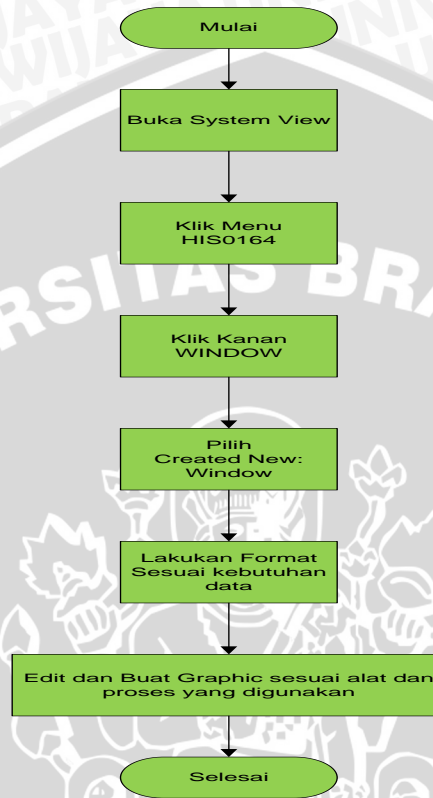 Mulai
Buka System View
Klik Menu
HIS0164
Klik Kanan
WINDOW
Pilih
Created New:
Window
Lakukan Format
Sesuai kebutuhan
data
Edit dan Buat Graphic sesuai alat dan
proses yang digunakan
Selesai